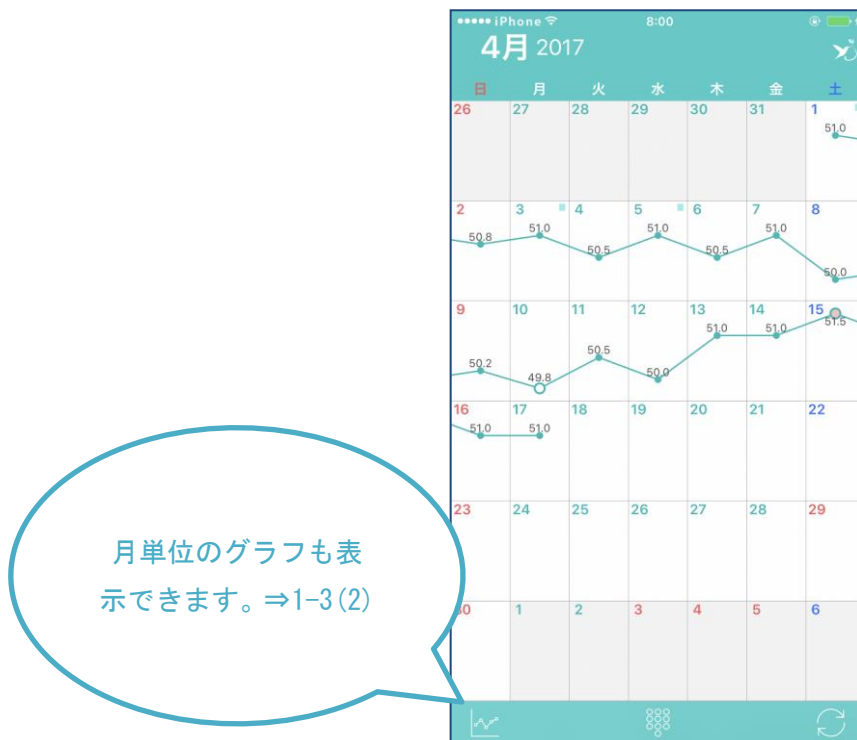 ●●●●● iPhone 8:00
4月 2017
日 月 火 水 木 金 土
26 27 28 29 30 31 1
51.0
2 3 4 5 6 7 8
50.8 51.0 50.5 51.0 50.5 51.0 50.0
9 10 11 12 13 14 15
50.2 49.8 50.5 50.0 51.0 51.0 51.5
16 17 18 19 20 21 22
51.0 51.0
23 24 25 26 27 28 29
30 1 2 3 4 5 6
月単位のグラフも表
示できます。⇒1-3(2)